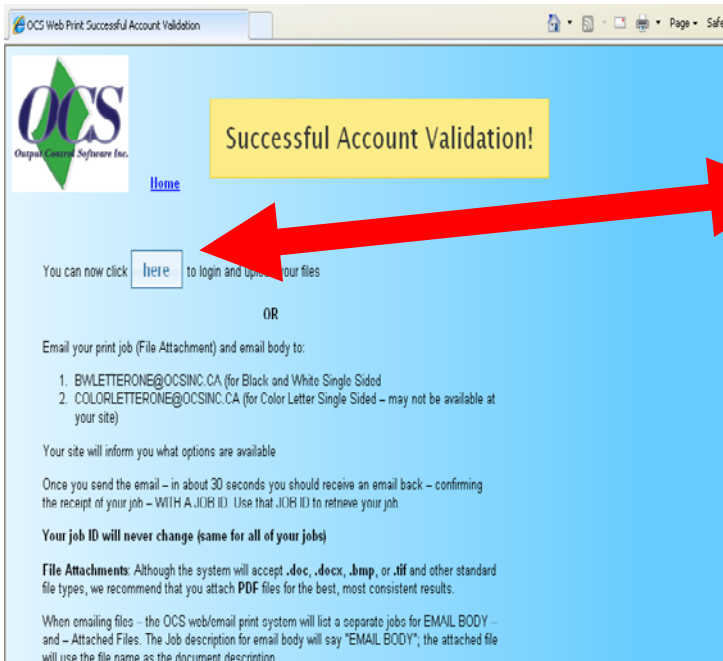 OCS Web Print Successful Account Validation
Page
Safe
OCS
Output Control Software Inc.
Successful Account Validation!
Home
You can now click here to login and your files
OR
Email your print job (File Attachment) and email body to:
1. BWLETTERONE@OCSINC.CA (for Black and White Single Sided
2. COLORLETTERONE@OCSINC.CA (for Color Letter Single Sided – may not be available at
your site)
Your site will inform you what options are available
Once you send the email – in about 30 seconds you should receive an email back – confirming
the receipt of your job – WITH A JOB ID. Use that JOB ID to retrieve your job.
Your job ID will never change (same for all of your jobs)
File Attachments: Although the system will accept .doc, .docx, .bmp, or .tif and other standard
file types, we recommend that you attach PDF files for the best, most consistent results.
When emailing files – the OCS web/email print system will list a separate jobs for EMAIL BODY –
and – Attached Files. The Job description for email body will say "EMAIL BODY"; the attached file
will use the file name as the document description